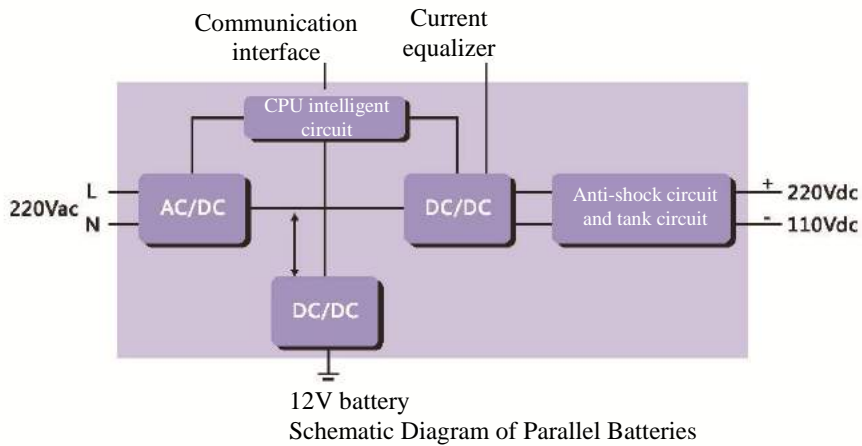 Communication
interface
Current
equalizer
CPU intelligent
circuit
220Vac
L
N
AC/DC
DC/DC
Anti-shock circuit
and tank circuit
+ 220Vdc
- 110Vdc
DC/DC
12V battery
Schematic Diagram of Parallel Batteries